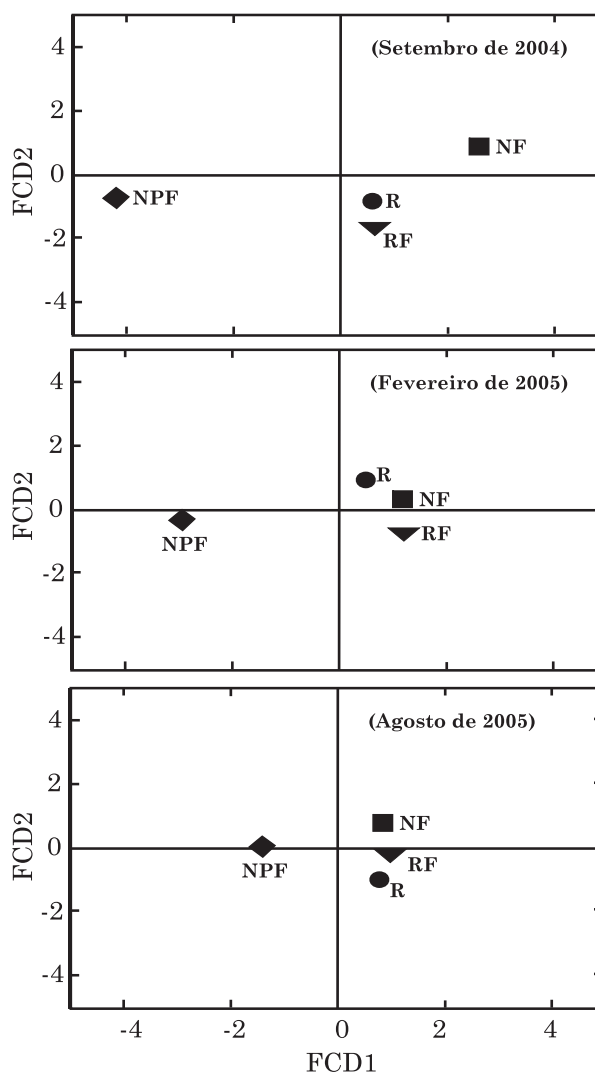 (Setembro de 2004)
4
2
0
-2
-4
FCD2
NF
NPF
R
RF
(Fevereiro de 2005)
4
2
0
-2
-4
FCD2
R
NF
RF
NPF
(Agosto de 2005)
4
2
0
-2
-4
FCD2
NF
RF
NPF
R
-4 -2 0 2 4
FCD1